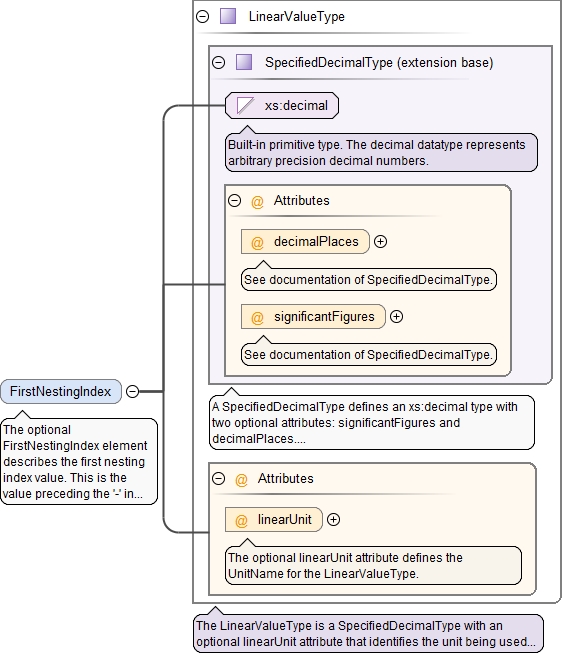 LinearValueType
SpecifiedDecimalType (extension base)
xs:decimal
Built-in primitive type. The decimal datatype represents
arbitrary precision decimal numbers.
@ Attributes
@ decimalPlaces
See documentation of SpecifiedDecimalType.
@ significantFigures
See documentation of SpecifiedDecimalType.
FirstNestingIndex
The optional
FirstNestingIndex element
describes the first nesting
index value. This is the
value preceding the '-' in...
A SpecifiedDecimalType defines an xs:decimal type with
two optional attributes: significantFigures and
decimalPlaces....
@ Attributes
@ linearUnit
The optional linearUnit attribute defines the
UnitName for the LinearValueType.
The LinearValueType is a SpecifiedDecimalType with an
optional linearUnit attribute that identifies the unit being used...